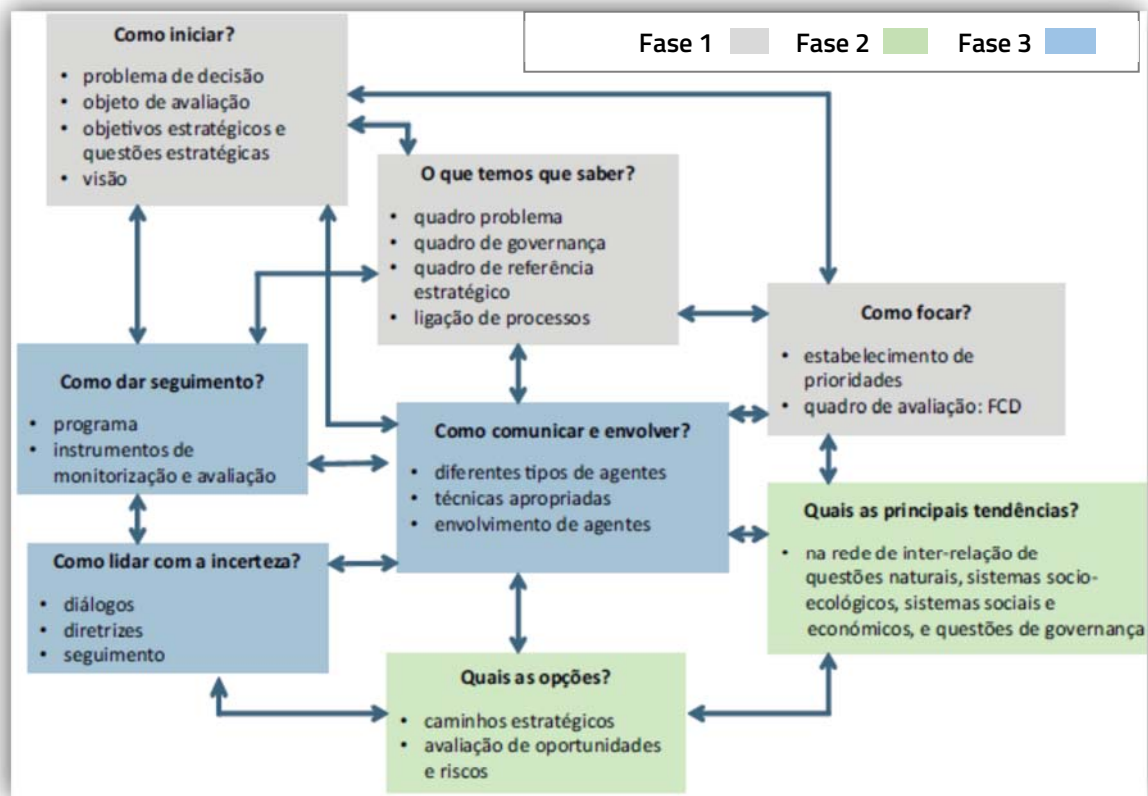 Fase 1 Fase 2 Fase 3
Como iniciar?
• problema de decisão
• objeto de avaliação
• objetivos estratégicos e
questões estratégicas
• visão
O que temos que saber?
• quadro problema
• quadro de governança
• quadro de referência
estratégico
• ligação de processos
Como focar?
• estabelecimento de
prioridades
• quadro de avaliação: FCD
Como dar seguimento?
• programa
• instrumentos de
monitorização e avaliação
Como comunicar e envolver?
• diferentes tipos de agentes
• técnicas apropriadas
• envolvimento de agentes
Quais as principais tendências?
• na rede de inter-relação de
questões naturais, sistemas socio-
ecológicos, sistemas sociais e
económicos, e questões de governança
Como lidar com a incerteza?
• diálogos
• diretrizes
• seguimento
Quais as opções?
• caminhos estratégicos
• avaliação de oportunidades
e riscos